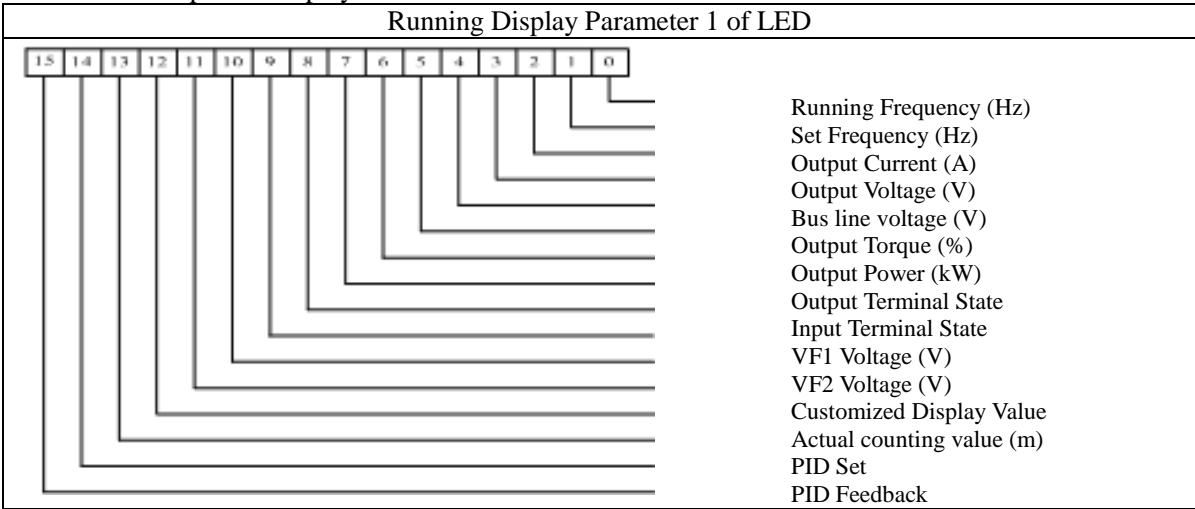 Running Display Parameter 1 of LED
15 14 13 12 11 10 9 8 7 6 5 4 3 2 1 0
Running Frequency (Hz)
Set Frequency (Hz)
Output Current (A)
Output Voltage (V)
Bus line voltage (V)
Output Torque (%)
Output Power (kW)
Output Terminal State
Input Terminal State
VF1 Voltage (V)
VF2 Voltage (V)
Customized Display Value
Actual counting value (m)
PID Set
PID Feedback